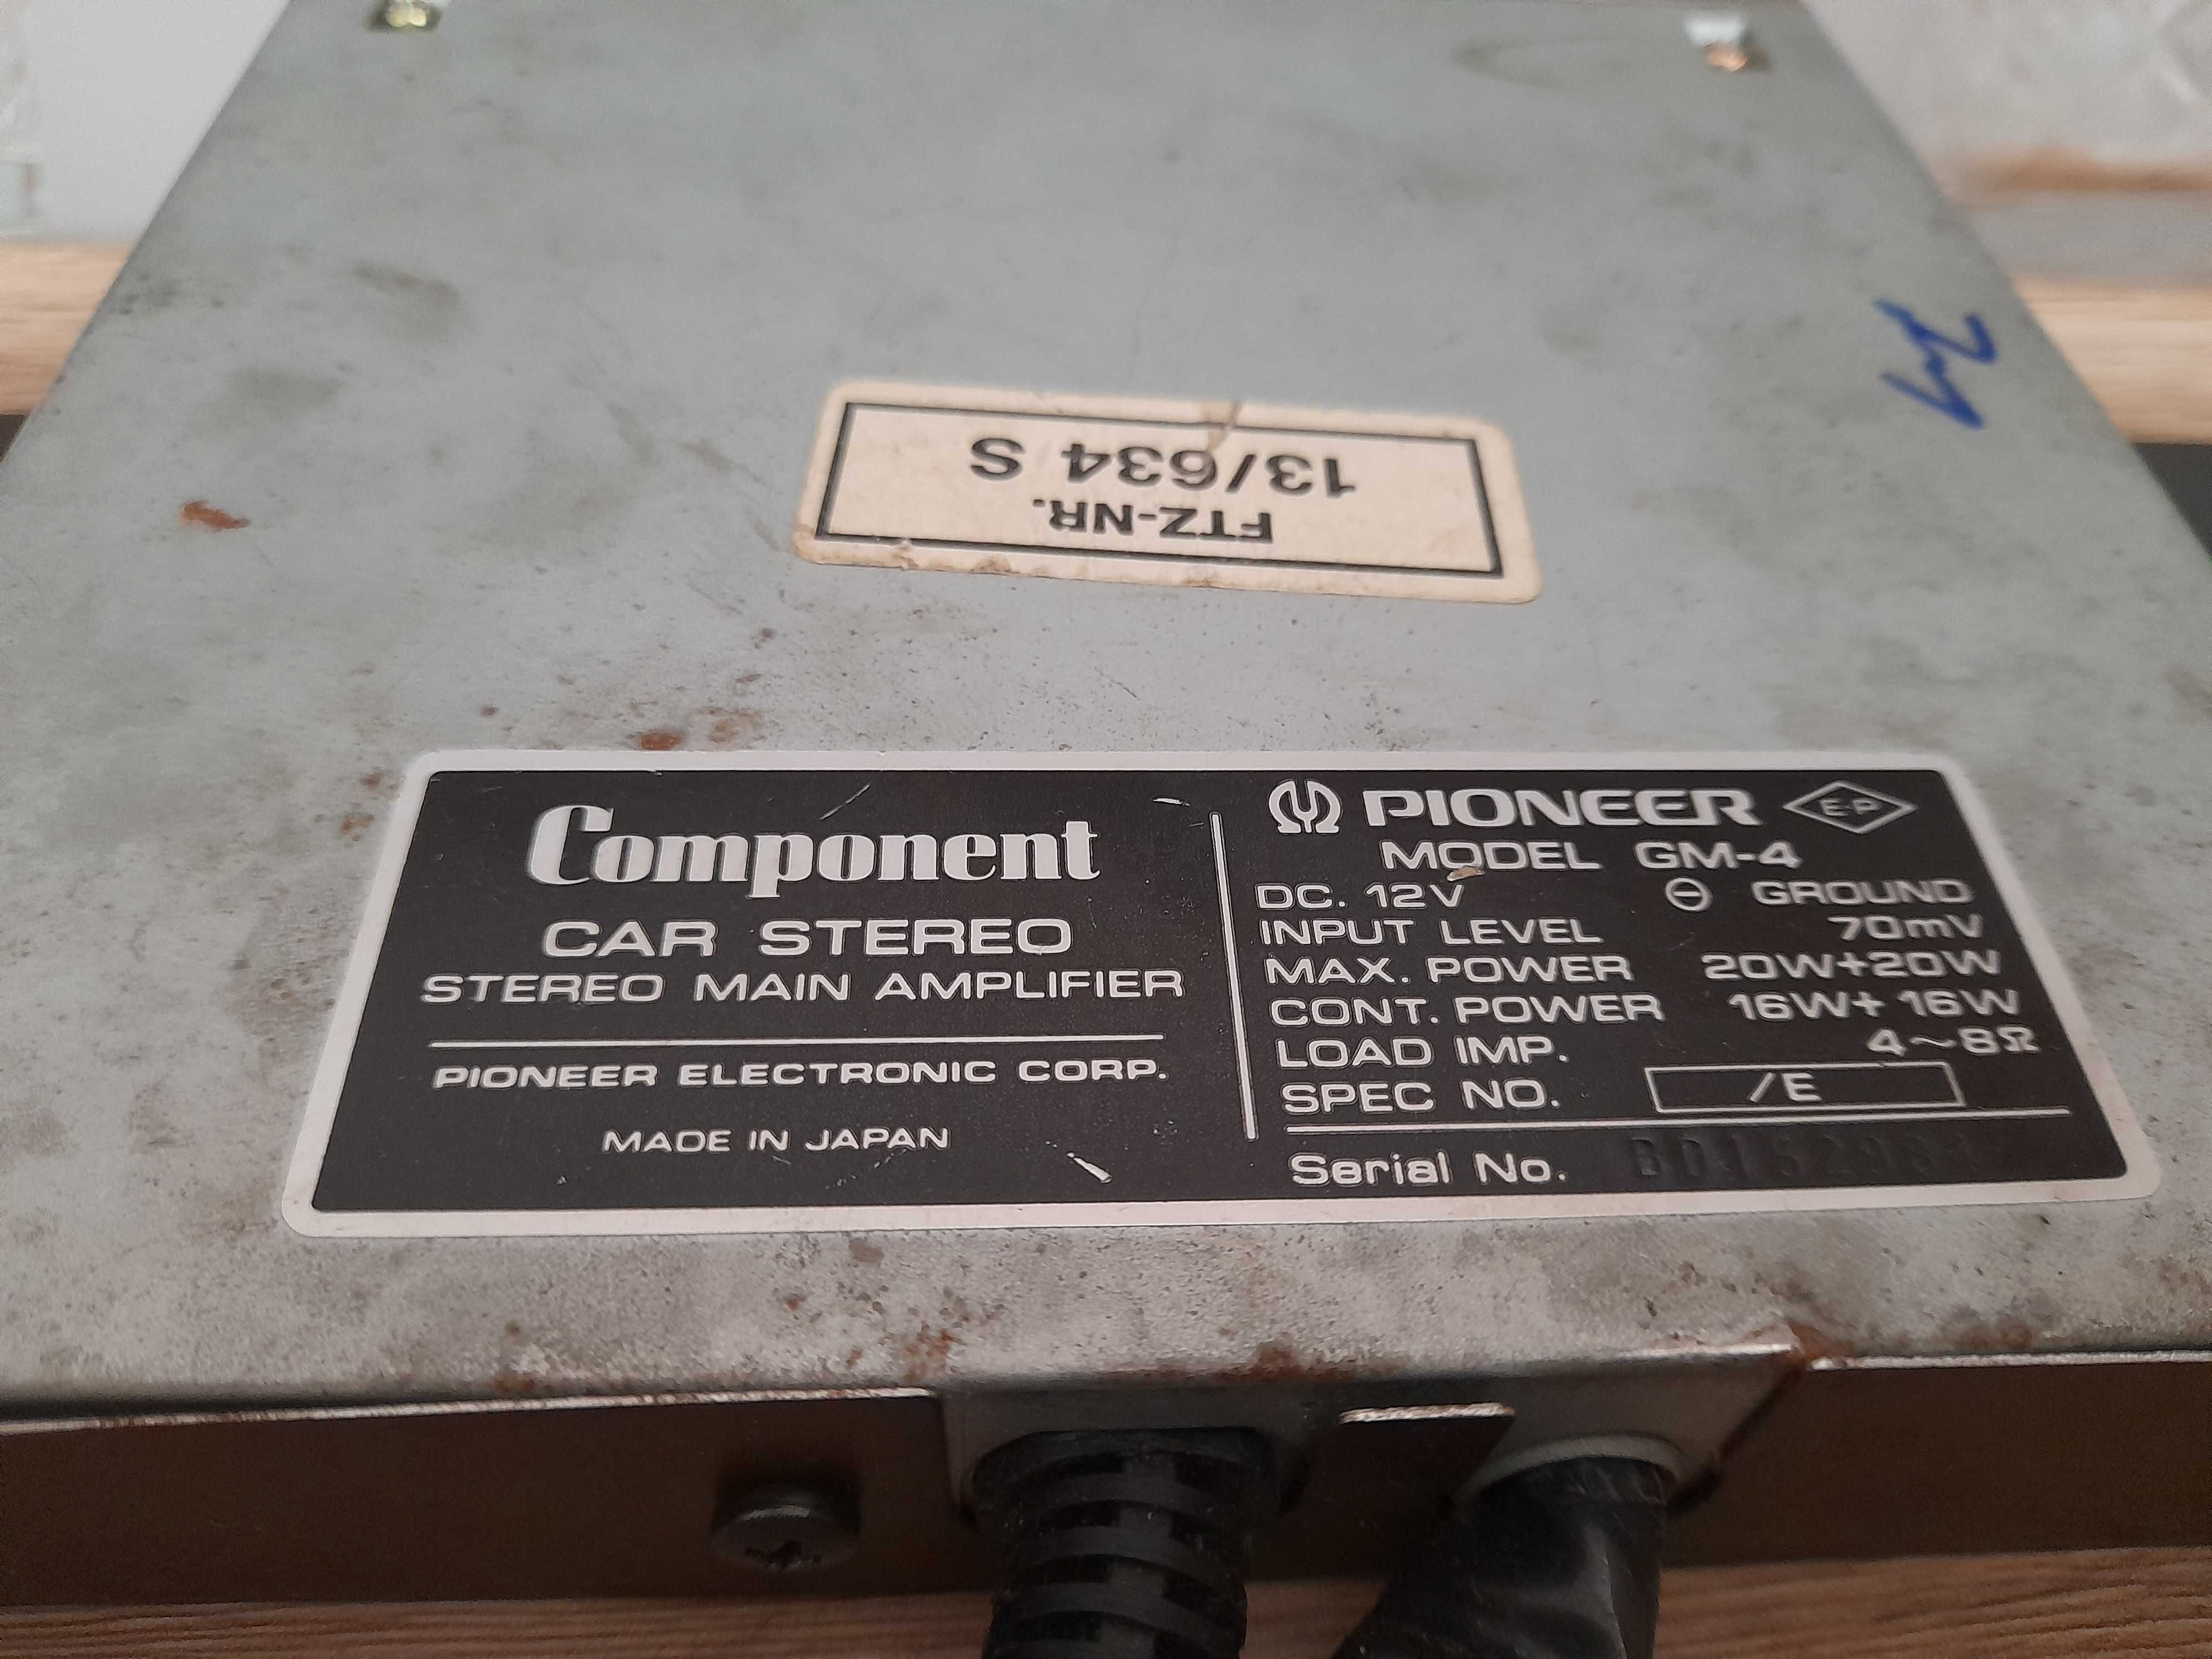 FTZ-NR.
13/634 S
Component
CAR STEREO
STEREO MAIN AMPLIFIER
PIONEER ELECTRONIC CORP.
MADE IN JAPAN
PIONEER E-P
MODEL GM-4
DC. 12V ⊖ GROUND
INPUT LEVEL 70mV
MAX. POWER 20W+20W
CONT. POWER 16W+16W
LOAD IMP. 4~8Ω
SPEC NO. /E
Serial No.